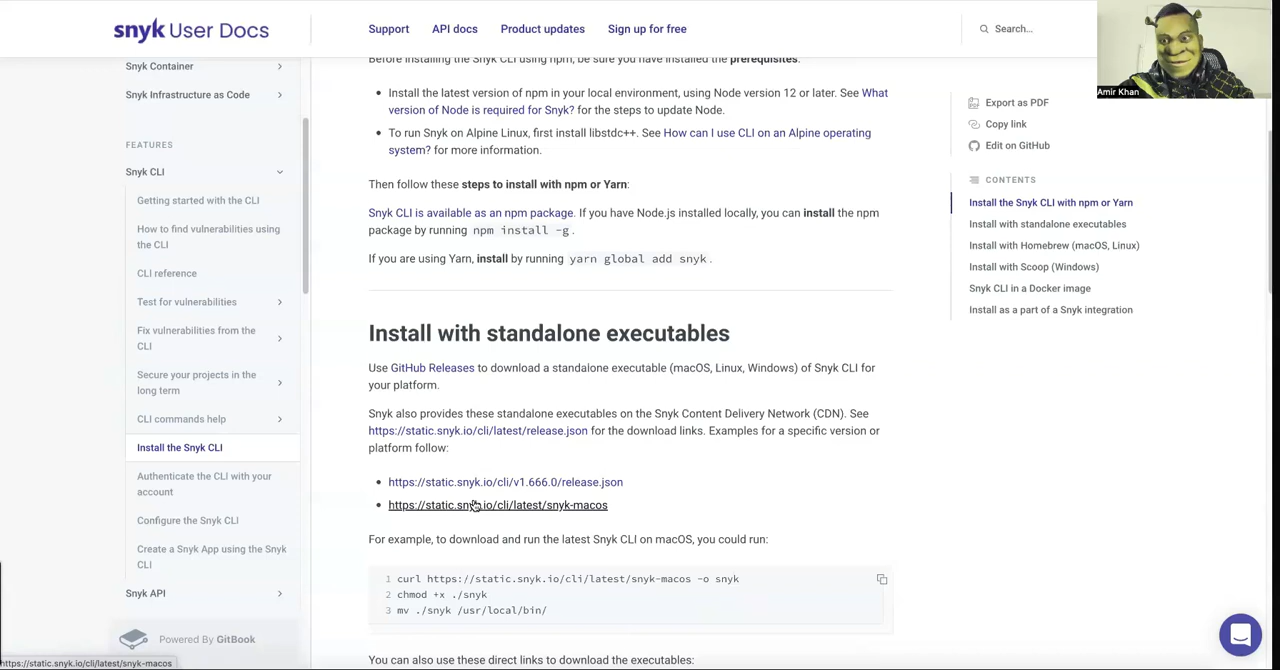 snyk User Docs
Support
API docs
Product updates
Sign up for free
Search...
Amir Khan
Snyk Container
Snyk Infrastructure as Code
FEATURES
Snyk CLI
Getting started with the CLI
How to find vulnerabilities using
the CLI
CLI reference
Test for vulnerabilities
Fix vulnerabilities from the
CLI
Secure your projects in the
long term
CLI commands help
Install the Snyk CLI
Authenticate the CLI with your
account
Configure the Snyk CLI
Create a Snyk App using the Snyk
CLI
Snyk API
Powered By GitBook
https://static.snyk.io/cli/latest/snyk-macos
Before installing the Snyk CLI using npm, be sure you have installed the prerequisites:
• Install the latest version of npm in your local environment, using Node version 12 or later. See What
version of Node is required for Snyk? for the steps to update Node.
• To run Snyk on Alpine Linux, first install libstdc++. See How can I use CLI on an Alpine operating
system? for more information.
Then follow these steps to install with npm or Yarn:
Snyk CLI is available as an npm package. If you have Node.js installed locally, you can install the npm
package by running npm install -g.
If you are using Yarn, install by running yarn global add snyk.
Install with standalone executables
Use GitHub Releases to download a standalone executable (macOS, Linux, Windows) of Snyk CLI for
your platform.
Snyk also provides these standalone executables on the Snyk Content Delivery Network (CDN). See
https://static.snyk.io/cli/latest/release.json for the download links. Examples for a specific version or
platform follow:
• https://static.snyk.io/cli/v1.666.0/release.json
• https://static.snyk.io/cli/latest/snyk-macos
For example, to download and run the latest Snyk CLI on macOS, you could run:
1 curl https://static.snyk.io/cli/latest/snyk-macos -o snyk
2 chmod +x ./snyk
3 mv ./snyk /usr/local/bin/
You can also use these direct links to download the executables:
Export as PDF
Copy link
Edit on GitHub
CONTENTS
Install the Snyk CLI with npm or Yarn
Install with standalone executables
Install with Homebrew (macOS, Linux)
Install with Scoop (Windows)
Snyk CLI in a Docker image
Install as a part of a Snyk integration